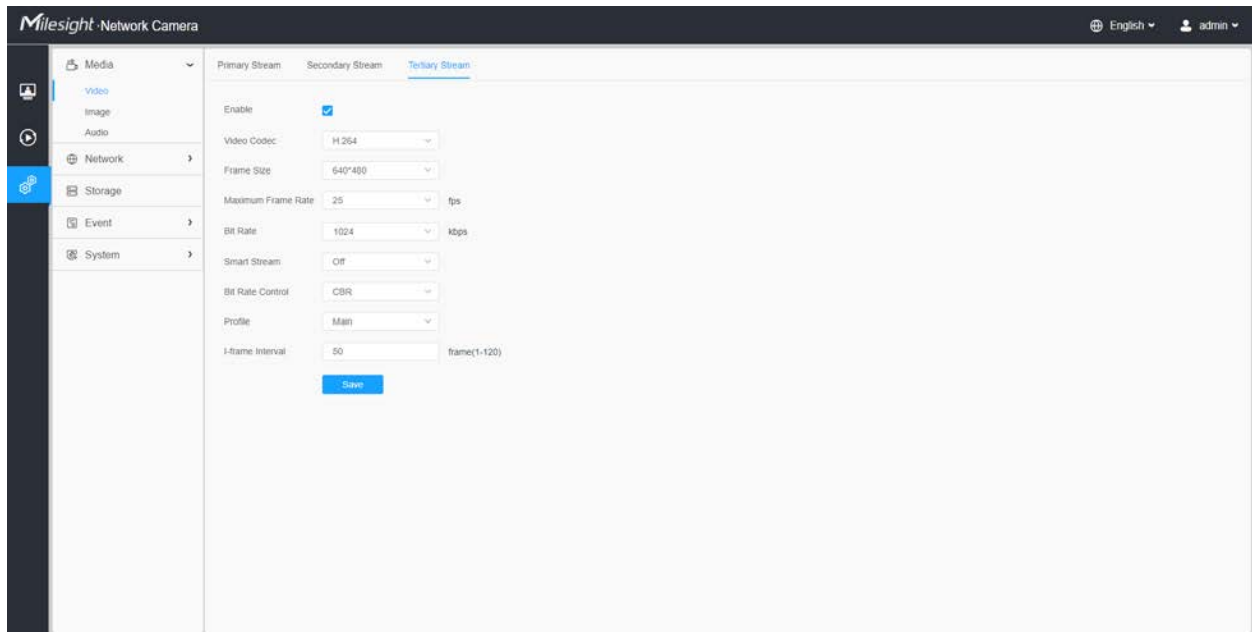 Milesight · Network Camera
English
admin
Media
Video
Image
Audio
Network
Storage
Event
System
Primary Stream Secondary Stream Tertiary Stream
Enable
Video Codec H.264
Frame Size 640*480
Maximum Frame Rate 25 fps
Bit Rate 1024 kbps
Smart Stream Off
Bit Rate Control CBR
Profile Main
I-frame Interval 50 frame(1-120)
Save